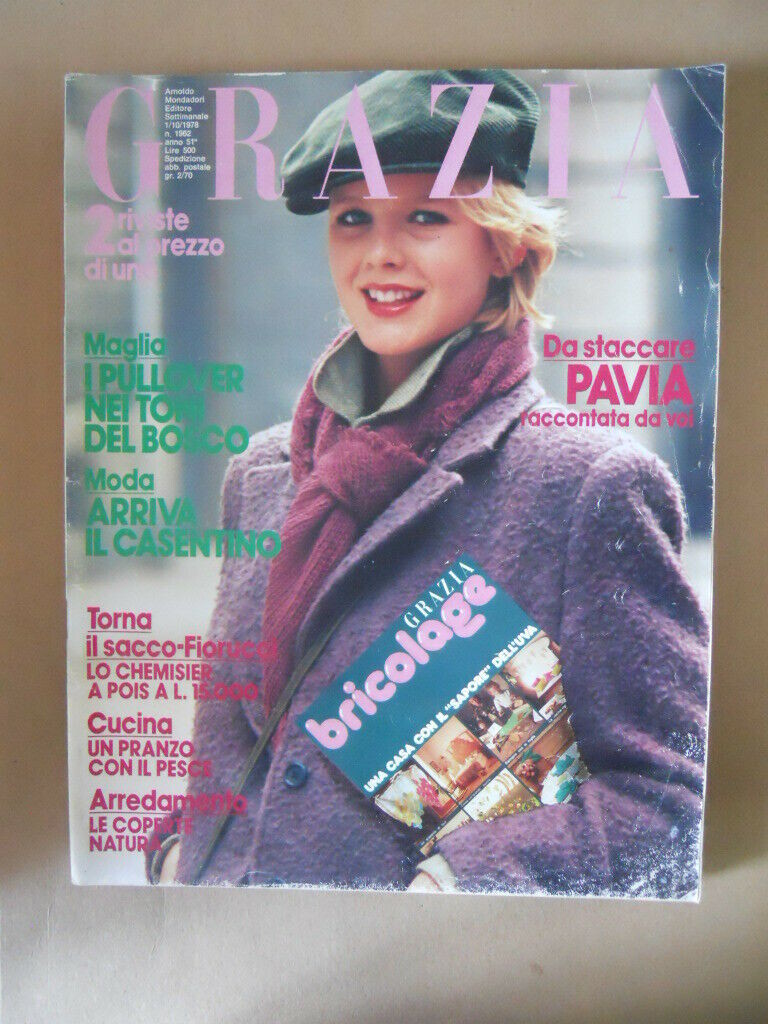 GRAZIA
Arnoldo
Mondadori
Editore
Settimanale
1/10/1978
n. 1962
anno 51°
Lire 500
Spedizione
abb. postale
gr. 2/70
2 riviste
al prezzo
di una
Maglia
I PULLOVER
NEI TONI
DEL BOSCO
Moda
ARRIVA
IL CASENTINO
Da staccare
PAVIA
raccontata da voi
Torna
il sacco-Fiorucci
LO CHEMISIER
A POIS A L. 15.000
Cucina
UN PRANZO
CON IL PESCE
Arredamento
LE COPERTE
NATURA
GRAZIA
bricolage
UNA CASA CON IL "SAPORE" DELL'UVA